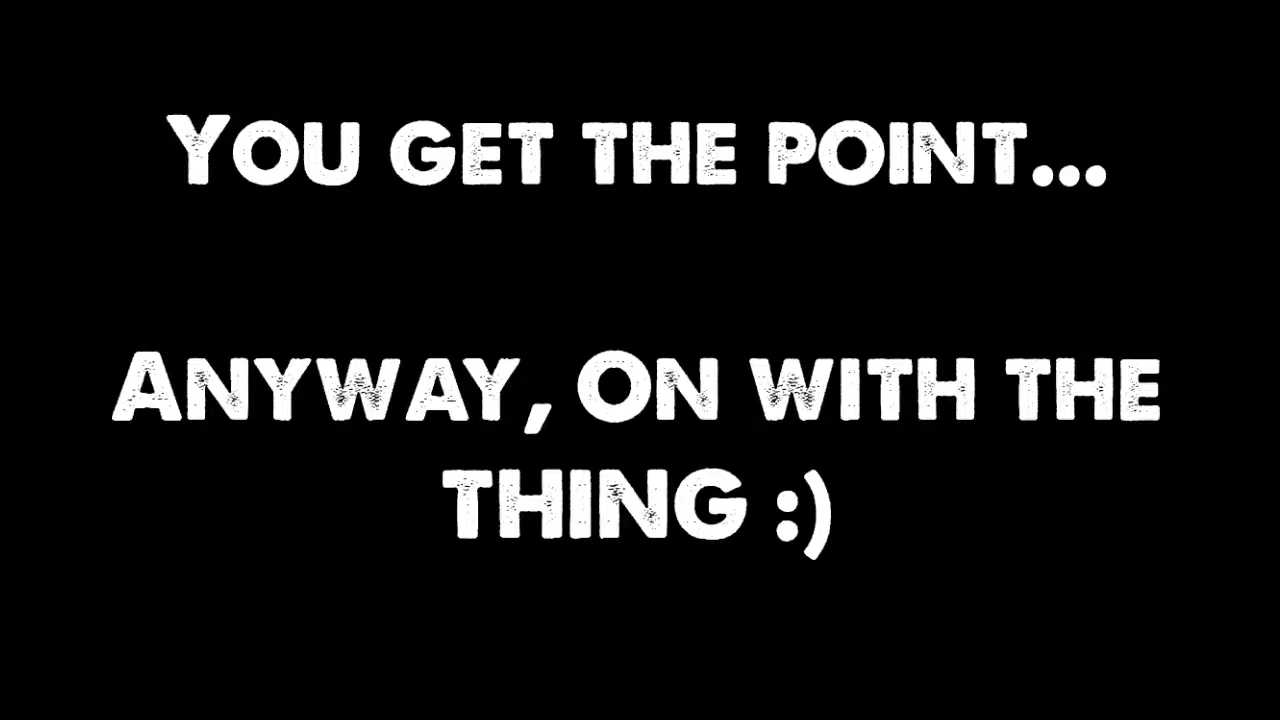 You get the point...
Anyway, On with the
thing :)